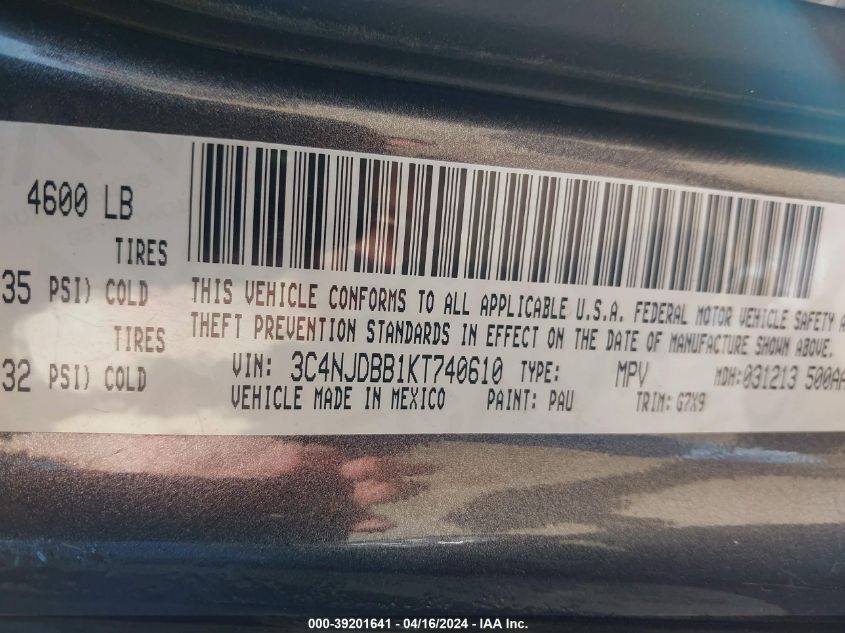 4600 LB
TIRES
35 PSI) COLD
THIS VEHICLE CONFORMS TO ALL APPLICABLE U.S.A. FEDERAL MOTOR VEHICLE SAFETY A
TIRES
THEFT PREVENTION STANDARDS IN EFFECT ON THE DATE OF MANUFACTURE SHOWN ABOVE.
32 PSI) COLD
VIN: 3C4NJDBB1KT740610 TYPE: MPV MDH:031213 500AA
VEHICLE MADE IN MEXICO PAINT: PAU TRIM: G7X9
000-39201641 - 04/16/2024 - IAA Inc.